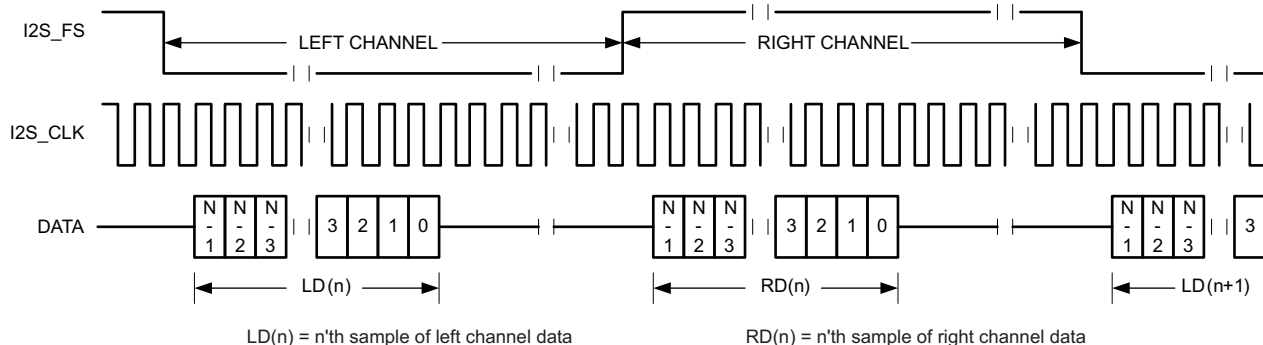 I2S_FS
LEFT CHANNEL
RIGHT CHANNEL
I2S_CLK
DATA
N-1 N-2 N-3 3 2 1 0 N-1 N-2 N-3 3 2 1 0 N-1 N-2 N-3 3
LD(n)
RD(n)
LD(n+1)
LD(n) = n'th sample of left channel data
RD(n) = n'th sample of right channel data